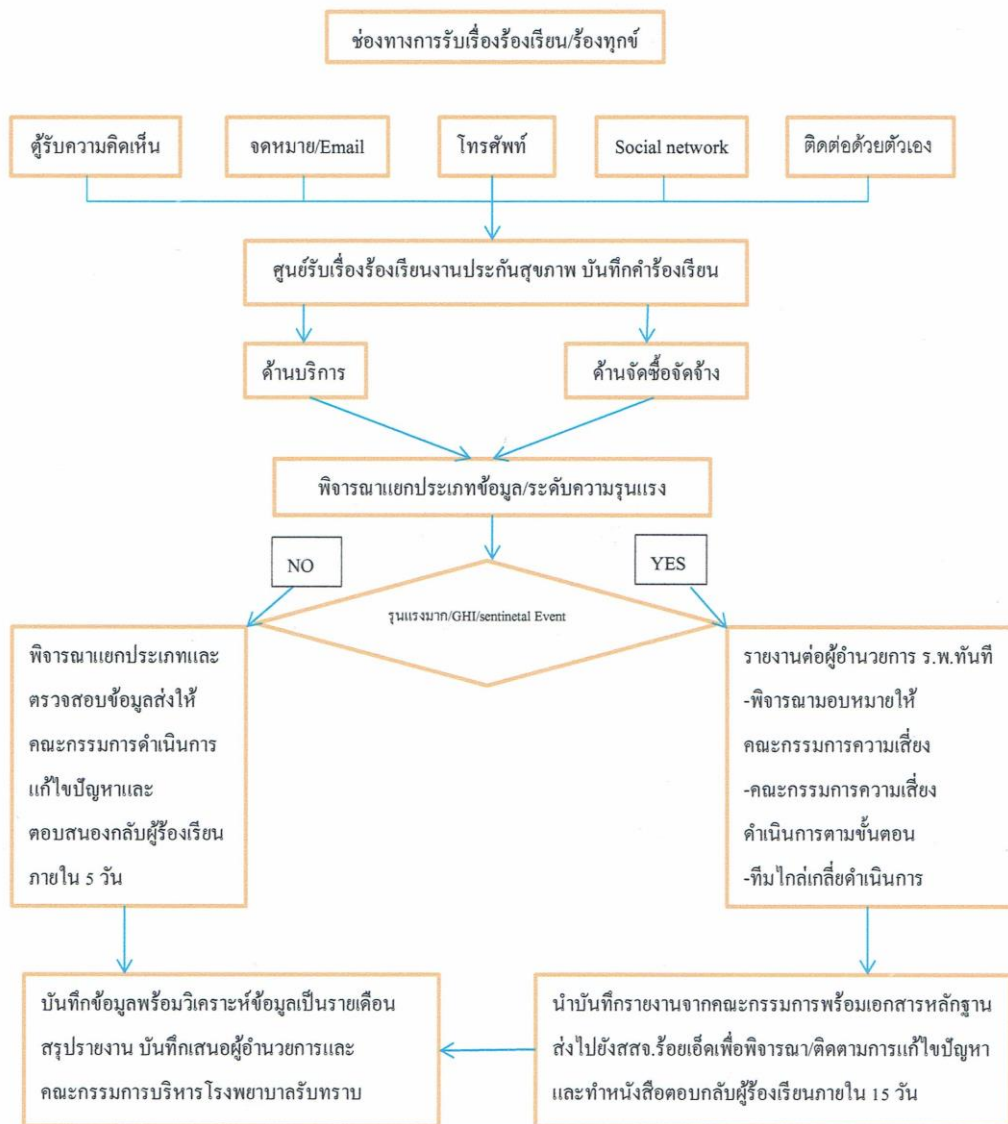 ช่องทางการรับเรื่องร้องเรียน/ร้องทุกข์
ตู้รับความคิดเห็น
จดหมาย/Email
โทรศัพท์
Social network
ติดต่อด้วยตัวเอง
ศูนย์รับเรื่องร้องเรียนงานประกันสุขภาพ บันทึกคำร้องเรียน
ด้านบริการ
ด้านจัดซื้อจัดจ้าง
พิจารณาแยกประเภทข้อมูล/ระดับความรุนแรง
NO
YES
รุนแรงมาก/GHI/sentinetal Event
พิจารณาแยกประเภทและ
ตรวจสอบข้อมูลส่งให้
คณะกรรมการดำเนินการ
แก้ไขปัญหาและ
ตอบสนองกลับผู้ร้องเรียน
ภายใน 5 วัน
รายงานต่อผู้อำนวยการ ร.พ.ทันที
-พิจารณามอบหมายให้
คณะกรรมการความเสี่ยง
-คณะกรรมการความเสี่ยง
ดำเนินการตามขั้นตอน
-ทีมไกล่เกลี่ยดำเนินการ
บันทึกข้อมูลพร้อมวิเคราะห์ข้อมูลเป็นรายเดือน
สรุปรายงาน บันทึกเสนอผู้อำนวยการและ
คณะกรรมการบริหารโรงพยาบาลรับทราบ
นำบันทึกรายงานจากคณะกรรมการพร้อมเอกสารหลักฐาน
ส่งไปยังสสจ.ร้อยเอ็ดเพื่อพิจารณา/ติดตามการแก้ไขปัญหา
และทำหนังสือตอบกลับผู้ร้องเรียนภายใน 15 วัน